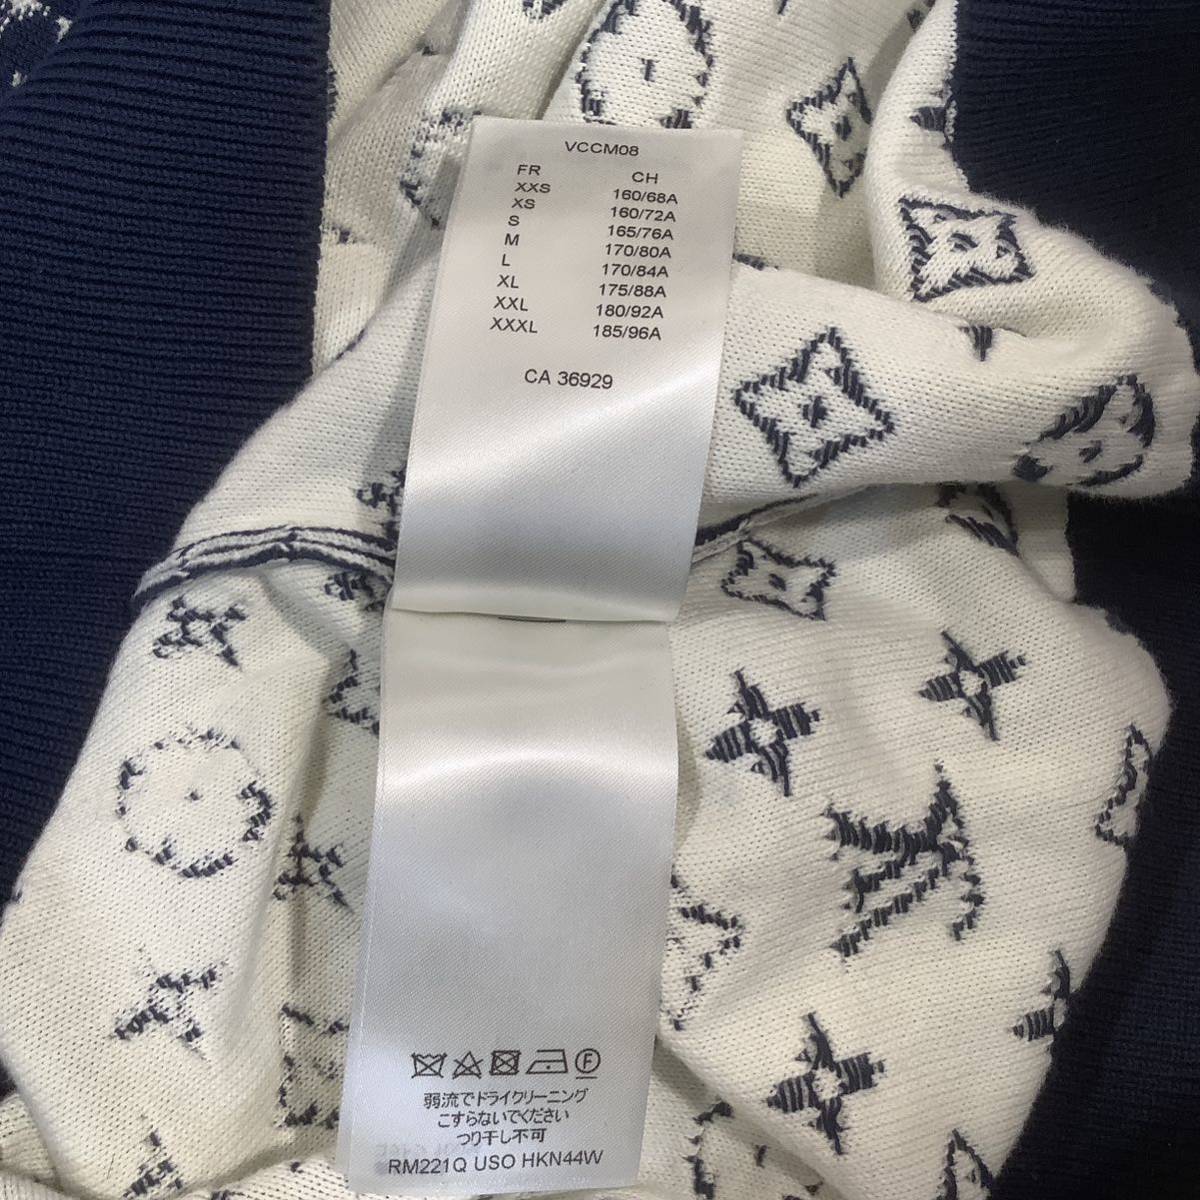 VCCM08
FR CH
XXS 160/68A
XS 160/72A
S 165/76A
M 170/80A
L 170/84A
XL 175/88A
XXL 180/92A
XXXL 185/96A
CA 36929
F
弱流でドライクリーニング
こすらないでください
つり干し不可
RM221Q USO HKN44W